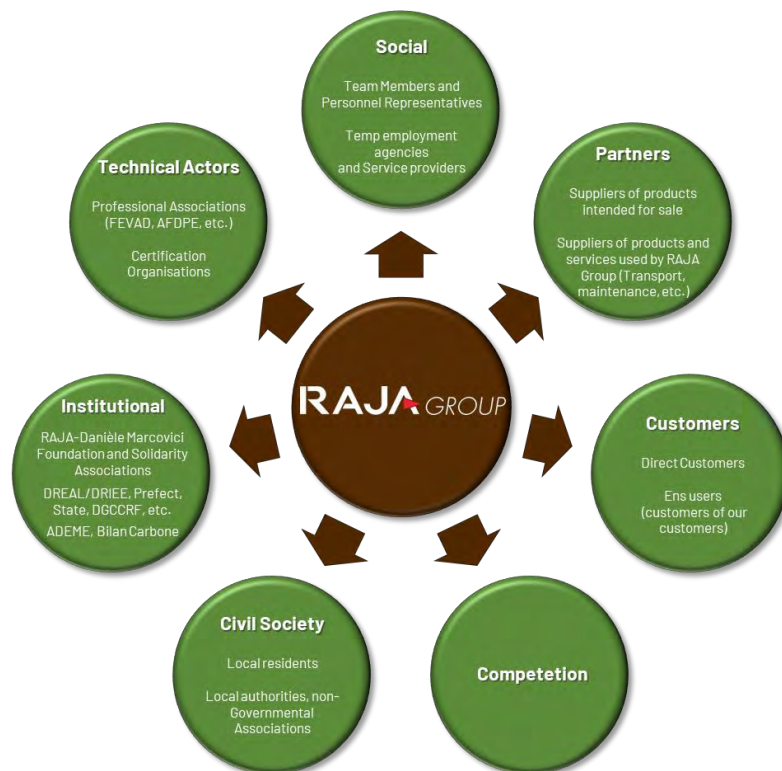 Social
Team Members and
Personnel Representatives
Temp employment
agencies
and Service providers
Partners
Suppliers of products
intended for sale
Suppliers of products and
services used by RAJA
Group (Transport,
maintenance, etc.)
Customers
Direct Customers
Ens users
(customers of our
customers)
Competetion
Civil Society
Local residents
Local authorities, non-
Governmental
Associations
Institutional
RAJA-Danièle Marcovici
Foundation and Solidarity
Associations
DREAL/DRIEE, Prefect,
State, DGCCRF, etc.
ADEME, Bilan Carbone
Technical Actors
Professional Associations
(FEVAD, AFDPE, etc.)
Certification
Organisations
RAJA GROUP